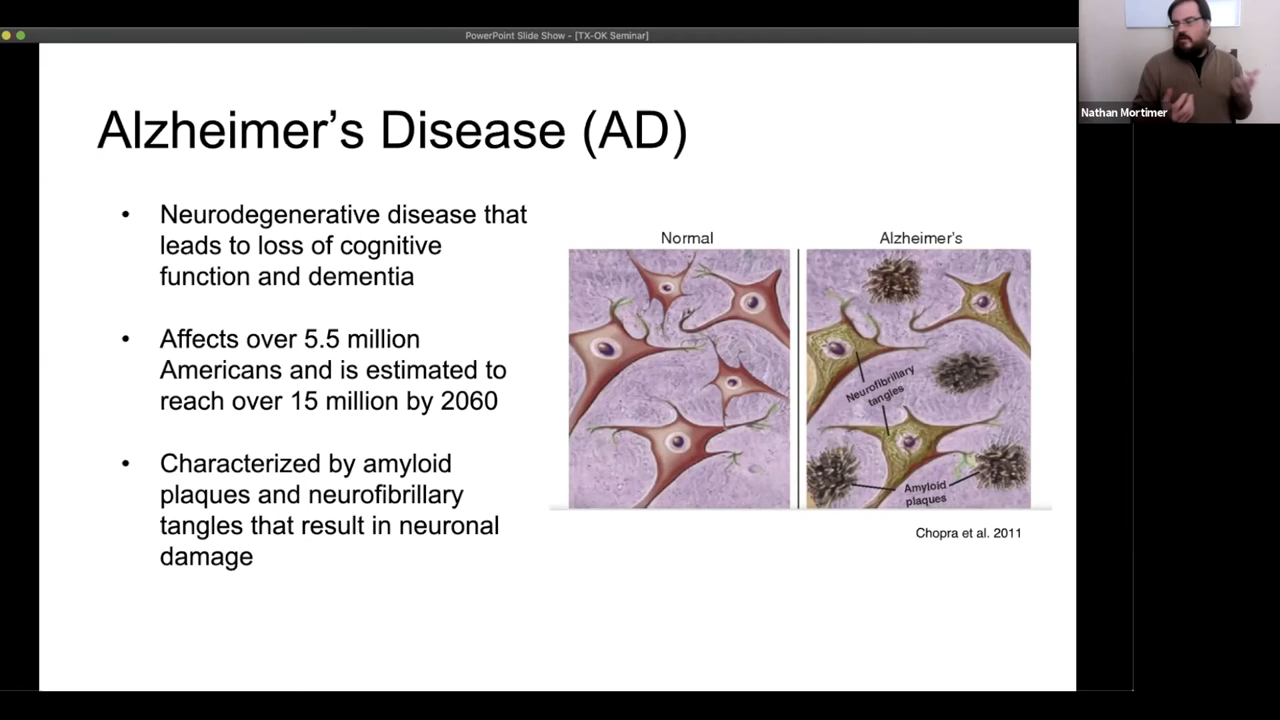 PowerPoint Slide Show - [TX-OK Seminar]
Nathan Mortimer
Alzheimer’s Disease (AD)
• Neurodegenerative disease that
leads to loss of cognitive
function and dementia
• Affects over 5.5 million
Americans and is estimated to
reach over 15 million by 2060
• Characterized by amyloid
plaques and neurofibrillary
tangles that result in neuronal
damage
Normal
Alzheimer’s
Neurofibrillary
tangles
Amyloid
plaques
Chopra et al. 2011